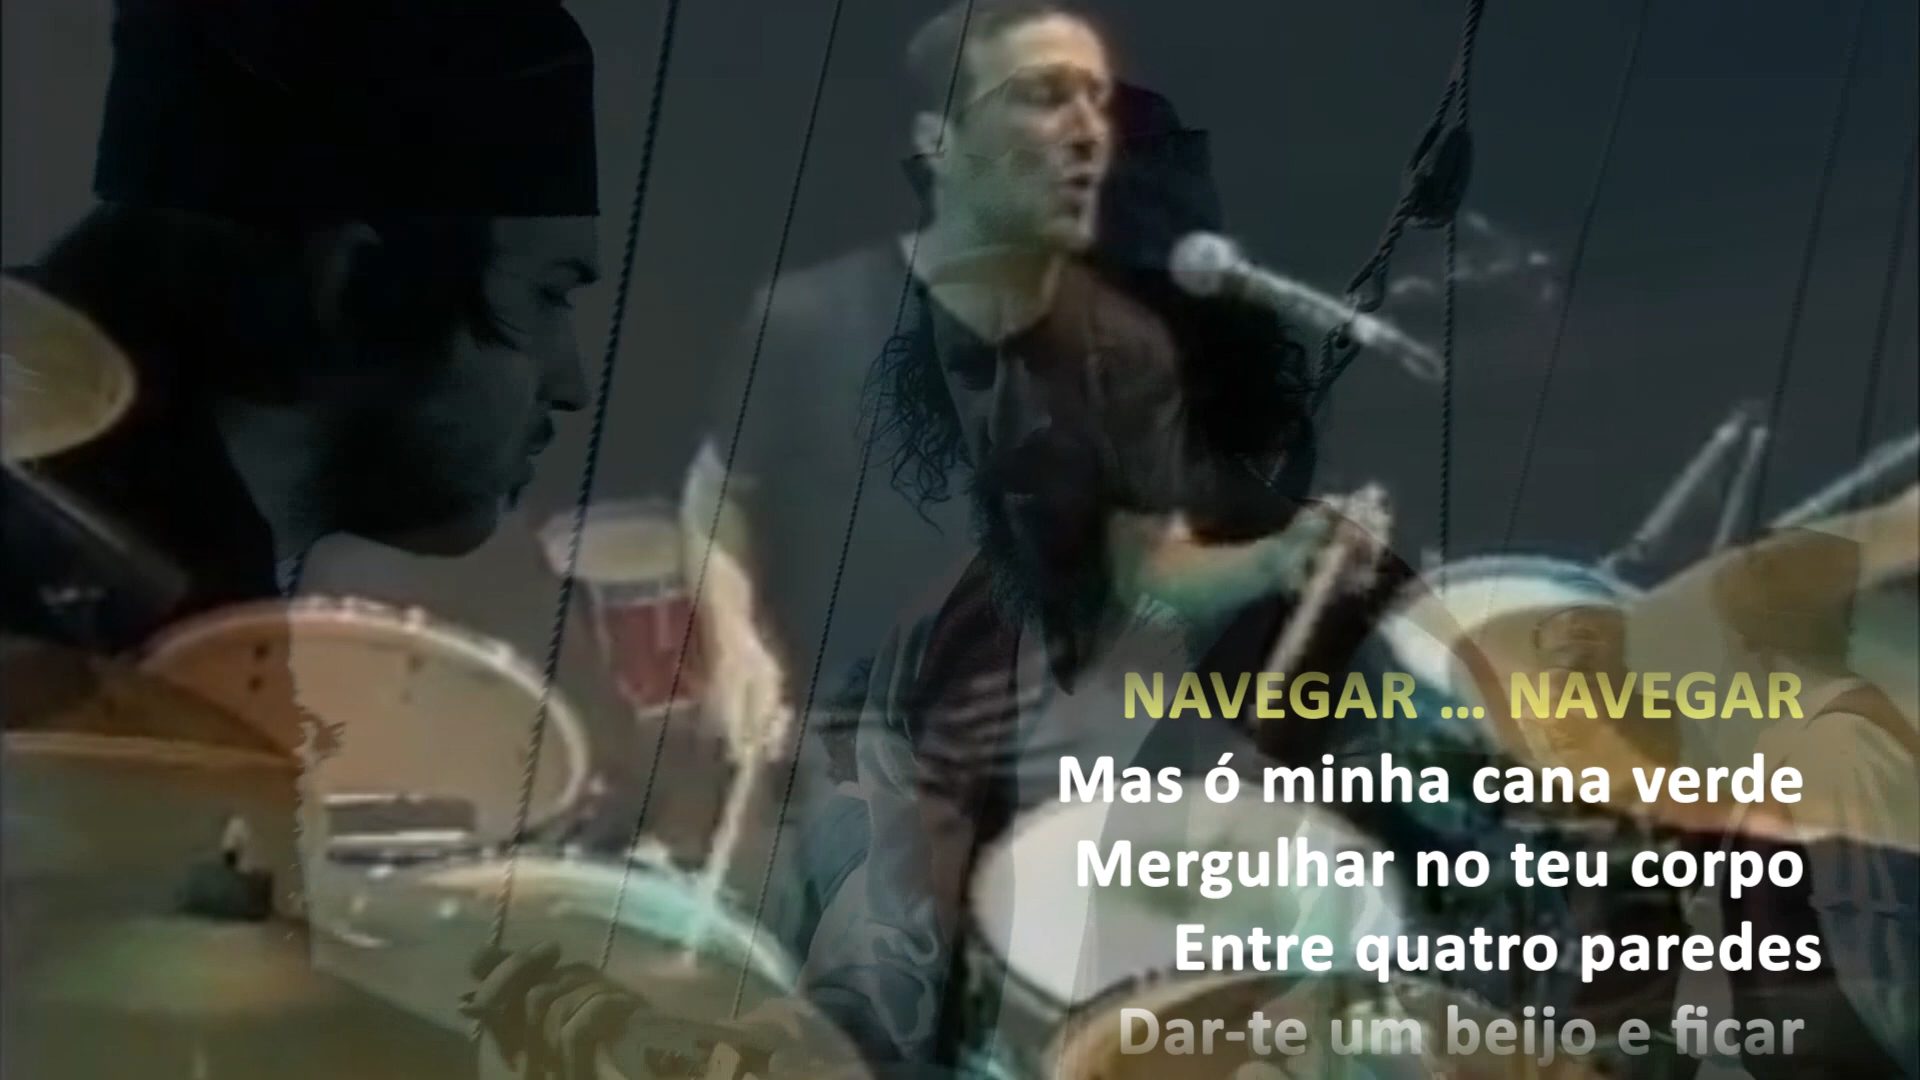 NAVEGAR ... NAVEGAR
Mas ó minha cana verde
Mergulhar no teu corpo
Entre quatro paredes
Dar-te um beijo e ficar